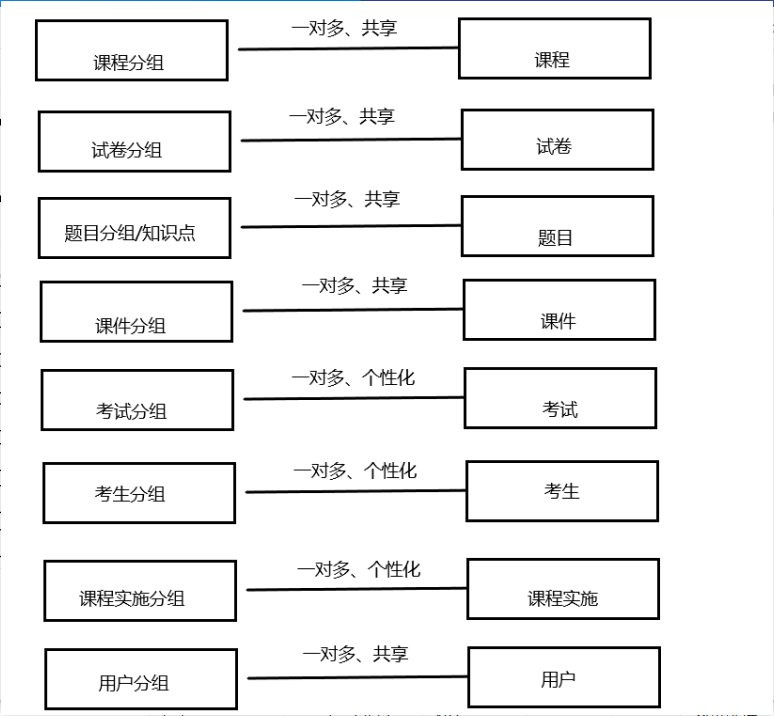 一对多、共享
课程分组
课程
一对多、共享
试卷分组
试卷
一对多、共享
题目分组/知识点
题目
一对多、共享
课件分组
课件
一对多、个性化
考试分组
考试
一对多、个性化
考生分组
考生
一对多、个性化
课程实施分组
课程实施
一对多、共享
用户分组
用户